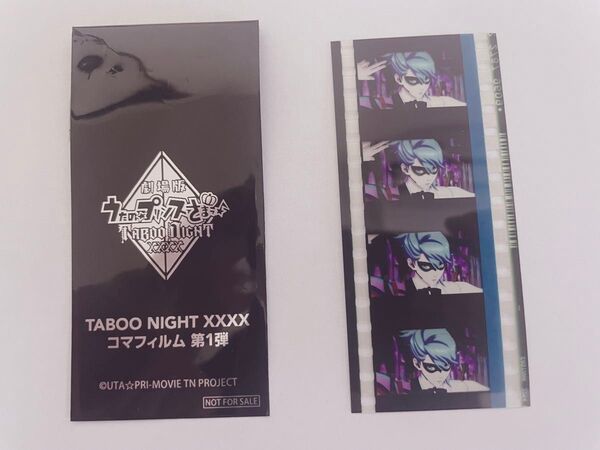 劇場版
うたの☆プリンスさまっ♪
TABOO NIGHT
XXXX
TABOO NIGHT XXXX
コマフィルム 第1弾
©UTA☆PRI-MOVIE TN PROJECT
NOT FOR SALE